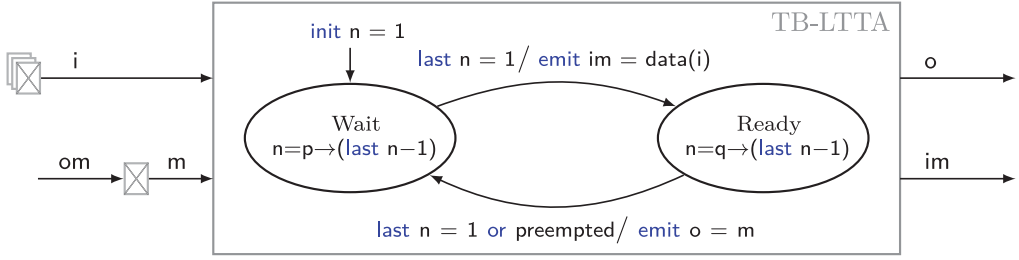 TB-LTTA
init n = 1
i
last n = 1/ emit im = data(i)
o
Wait
n=p→(last n−1)
Ready
n=q→(last n−1)
om
m
im
last n = 1 or preempted/ emit o = m